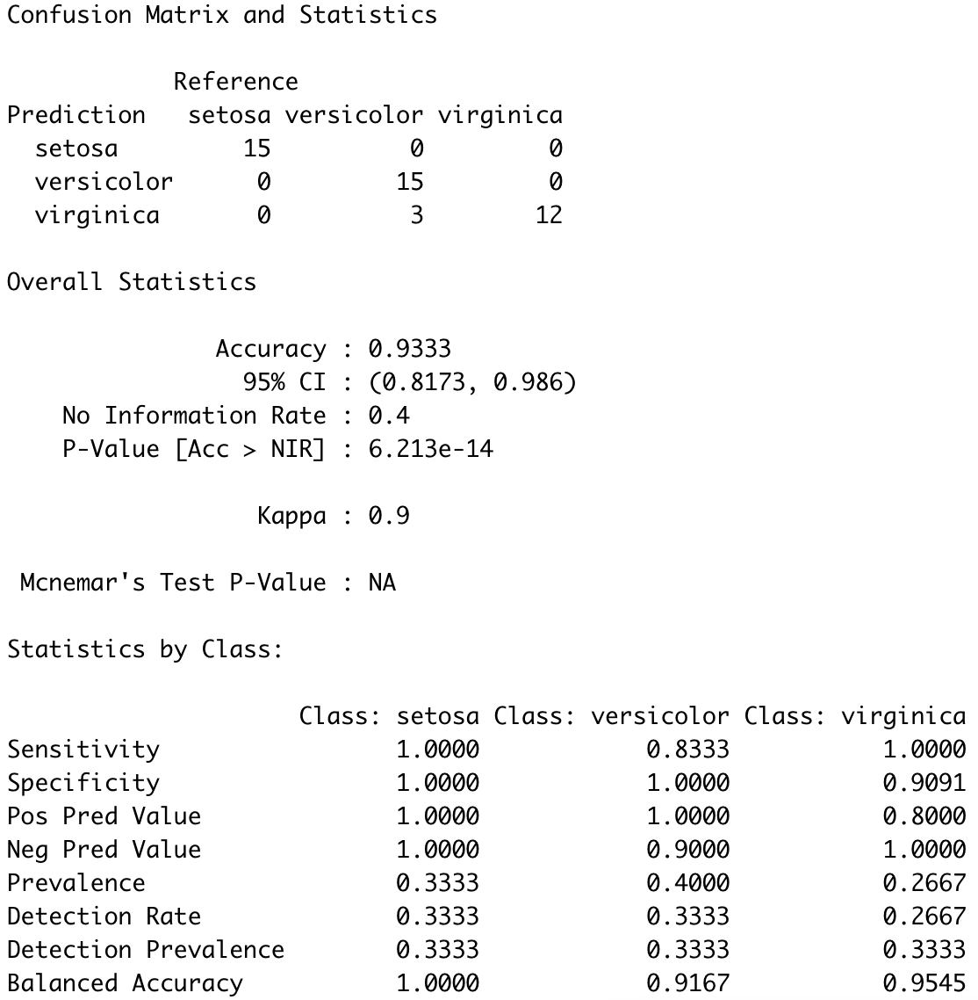 Confusion Matrix and Statistics
Reference
Prediction setosa versicolor virginica
setosa 15 0 0
versicolor 0 15 0
virginica 0 3 12
Overall Statistics
Accuracy : 0.9333
95% CI : (0.8173, 0.986)
No Information Rate : 0.4
P-Value [Acc > NIR] : 6.213e-14
Kappa : 0.9
Mcnemar's Test P-Value : NA
Statistics by Class:
Class: setosa Class: versicolor Class: virginica
Sensitivity 1.0000 0.8333 1.0000
Specificity 1.0000 1.0000 0.9091
Pos Pred Value 1.0000 1.0000 0.8000
Neg Pred Value 1.0000 0.9000 1.0000
Prevalence 0.3333 0.4000 0.2667
Detection Rate 0.3333 0.3333 0.2667
Detection Prevalence 0.3333 0.3333 0.3333
Balanced Accuracy 1.0000 0.9167 0.9545